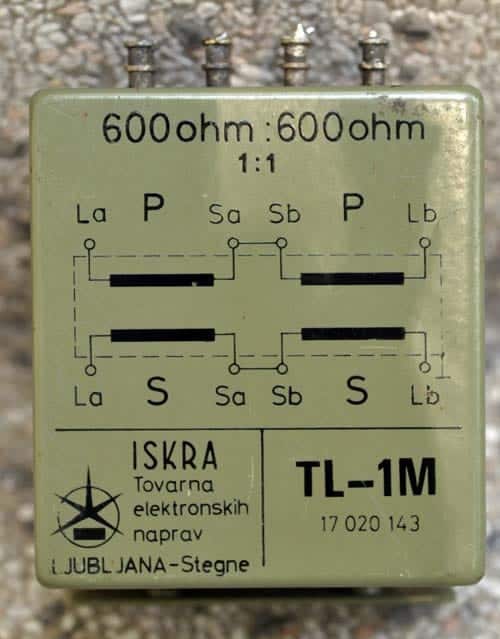 600ohm:600ohm
1:1
La P Sa Sb P Lb
La S Sa Sb S Lb
ISKRA
Tovarna
elektronskih
naprav
LJUBLJANA-Stegne
TL-1M
17 020 143